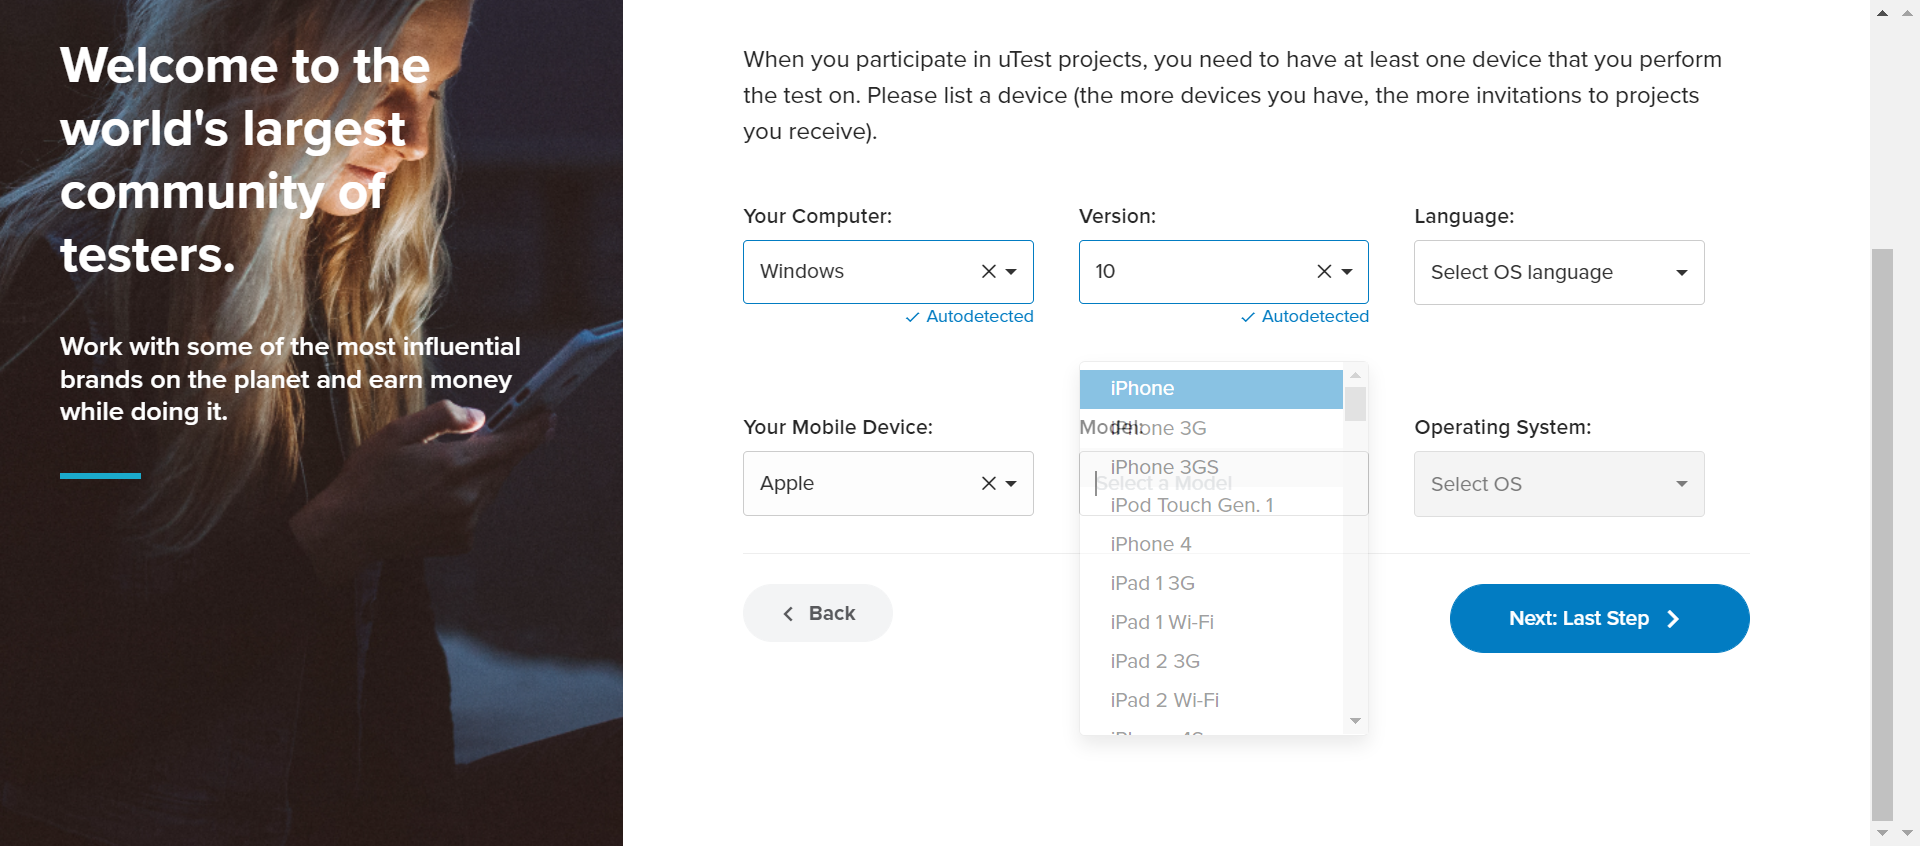 Welcome to the
world's largest
community of
testers.
Work with some of the most influential
brands on the planet and earn money
while doing it.
When you participate in uTest projects, you need to have at least one device that you perform
the test on. Please list a device (the more devices you have, the more invitations to projects
you receive).
Your Computer:
Version:
Language:
Windows
10
Select OS language
Autodetected
Autodetected
Your Mobile Device:
Model:
Operating System:
Apple
Select a Model
Select OS
iPhone
iPhone 3G
iPhone 3GS
iPod Touch Gen. 1
iPhone 4
iPad 1 3G
iPad 1 Wi-Fi
iPad 2 3G
iPad 2 Wi-Fi
Back
Next: Last Step